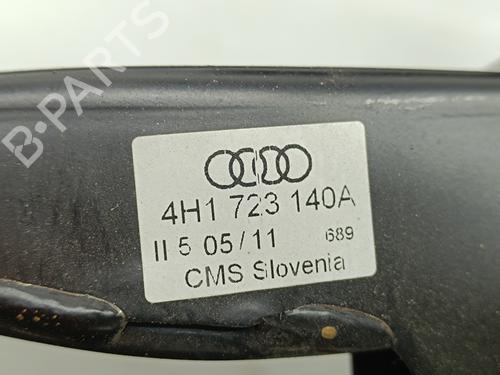 B-PARTS
4H1 723 140A
II 5 05/11 689
CMS Slovenia